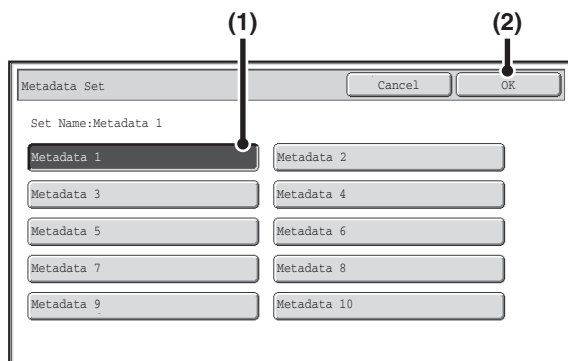 (1) (2)
Metadata Set Cancel OK
Set Name:Metadata 1
Metadata 1 Metadata 2
Metadata 3 Metadata 4
Metadata 5 Metadata 6
Metadata 7 Metadata 8
Metadata 9 Metadata 10